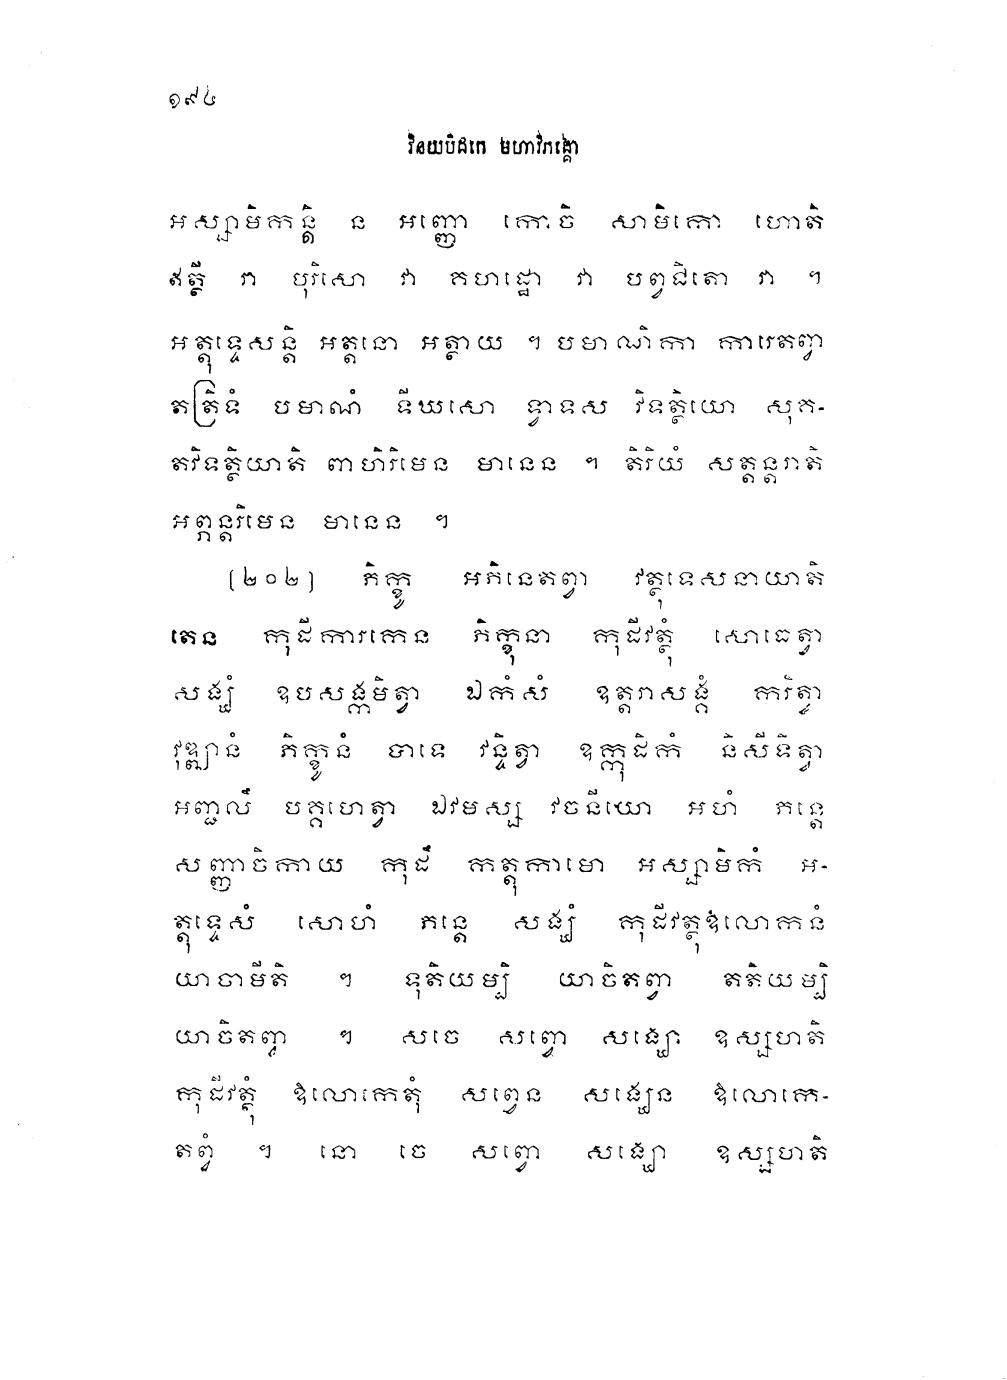 ១៩៤
វិនយបិដកេ មហាវិភង្គោ
អស្សាមិកន្តិ ន អញ្ញោ កោចិ សាមិកោ ហោតិ
ឥត្ថី វា បុរិសោ វា គហដ្ឋោ វា បព្វជិតោ វា ។
អត្តុទ្ទេសន្តិ អត្តនោ អត្ថាយ ។ បមាណិកា ការេតព្វា
តត្រិទំ បមាណំ ទីឃសោ ទ្វាទស វិទត្ថិយោ សុគ-
តវិទត្ថិយាតិ ពាហិរិមេន មានេន ។ តិរិយំ សត្តន្តរាតិ
អព្ភន្តរិមេន មានេន ។
(២០២) ភិក្ខូ អភិនេតព្វា វត្ថុទេសនាយាតិ
តេន កុដីការកេន ភិក្ខុនា កុដីវត្ថុំ សោធេត្វា
សង្ឃំ ឧបសង្កមិត្វា ឯកំសំ ឧត្តរាសង្គំ ករិត្វា
វុឌ្ឍានំ ភិក្ខូនំ បាទេ វន្ទិត្វា ឧក្កុដិកំ និសីទិត្វា
អញ្ជលឹ បគ្គហេត្វា ឯវមស្ស វចនីយោ អហំ ភន្តេ
សញ្ញាចិកាយ កុដឹ កត្តុកាមោ អស្សាមិកំ អ-
ត្តុទ្ទេសំ សោហំ ភន្តេ សង្ឃំ កុដីវត្ថុឱលោកនំ
យាចាមីតិ ។ ទុតិយម្បិ យាចិតព្វា តតិយម្បិ
យាចិតព្វា ។ សចេ សព្វោ សង្ឃោ ឧស្សហតិ
កុដីវត្ថុំ ឱលោកេតុំ សព្វេន សង្ឃេន ឱលោកេ-
តព្វំ ។ នោ ចេ សព្វោ សង្ឃោ ឧស្សហតិ